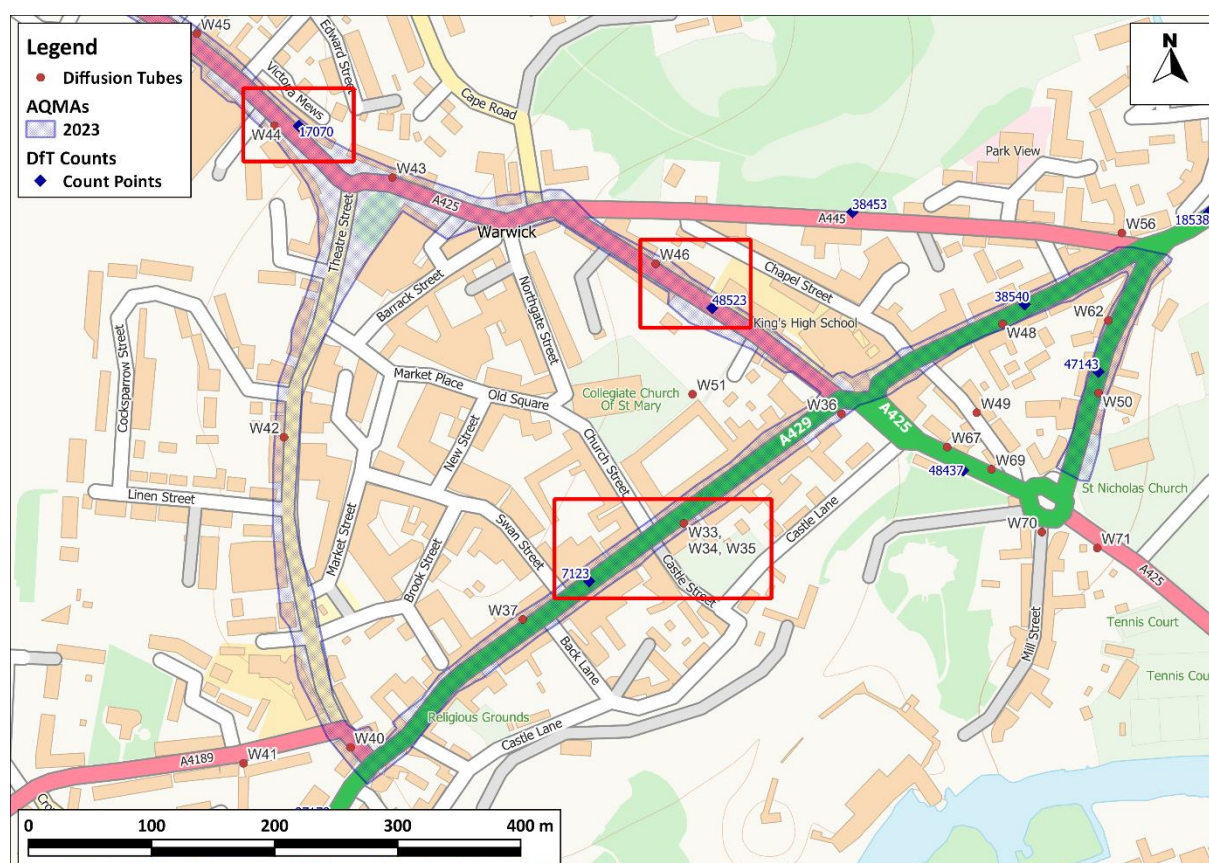 Legend
Diffusion Tubes
AQMAs
2023
DfT Counts
Count Points
N
W45
Edward Street
Victoria Mews
W44
17070
W43
Cape Road
A425
Theatre Street
Warwick
Park View
38453
A445
18538
W56
W46
48523
Chapel Street
King's High School
38540
W48
W62
47143
W50
Barrack Street
Northgate Street
Cocksparrow Street
Market Place
Old Square
Collegiate Church
Of St Mary
W51
W36
A425
W49
A429
W42
New Street
Church Street
W67
48437
W69
St Nicholas Church
Linen Street
Market Street
Swan Street
Castle Lane
W33,
W34, W35
W70
W71
A425
Brook Street
7123
Castle Street
W37
Back Lane
Mill Street
Tennis Court
Tennis Cou
Religious Grounds
Castle Lane
W40
A4189
W41
0 100 200 300 400 m